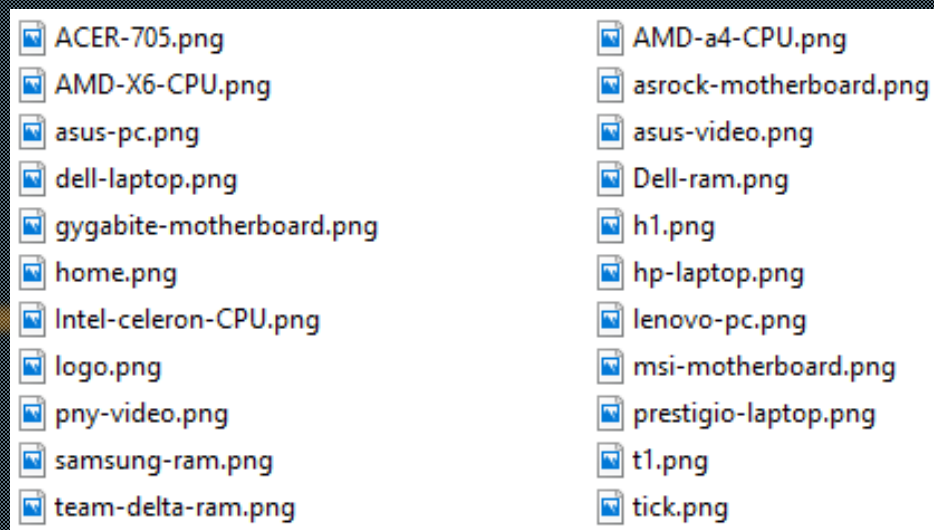 ACER-705.png AMD-a4-CPU.png
AMD-X6-CPU.png asrock-motherboard.png
asus-pc.png asus-video.png
dell-laptop.png Dell-ram.png
gygabite-motherboard.png h1.png
home.png hp-laptop.png
Intel-celeron-CPU.png lenovo-pc.png
logo.png msi-motherboard.png
pny-video.png prestigio-laptop.png
samsung-ram.png t1.png
team-delta-ram.png tick.png